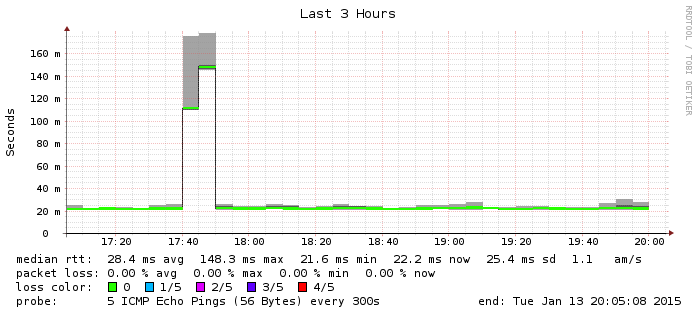 Last 3 Hours
RRDTOOL / TOBI OETIKER
Seconds
160 m
140 m
120 m
100 m
80 m
60 m
40 m
20 m
0
17:20 17:40 18:00 18:20 18:40 19:00 19:20 19:40 20:00
median rtt: 28.4 ms avg 148.3 ms max 21.6 ms min 22.2 ms now 25.4 ms sd 1.1 am/s
packet loss: 0.00 % avg 0.00 % max 0.00 % min 0.00 % now
loss color: 0 1/5 2/5 3/5 4/5
probe: 5 ICMP Echo Pings (56 Bytes) every 300s end: Tue Jan 13 20:05:08 2015